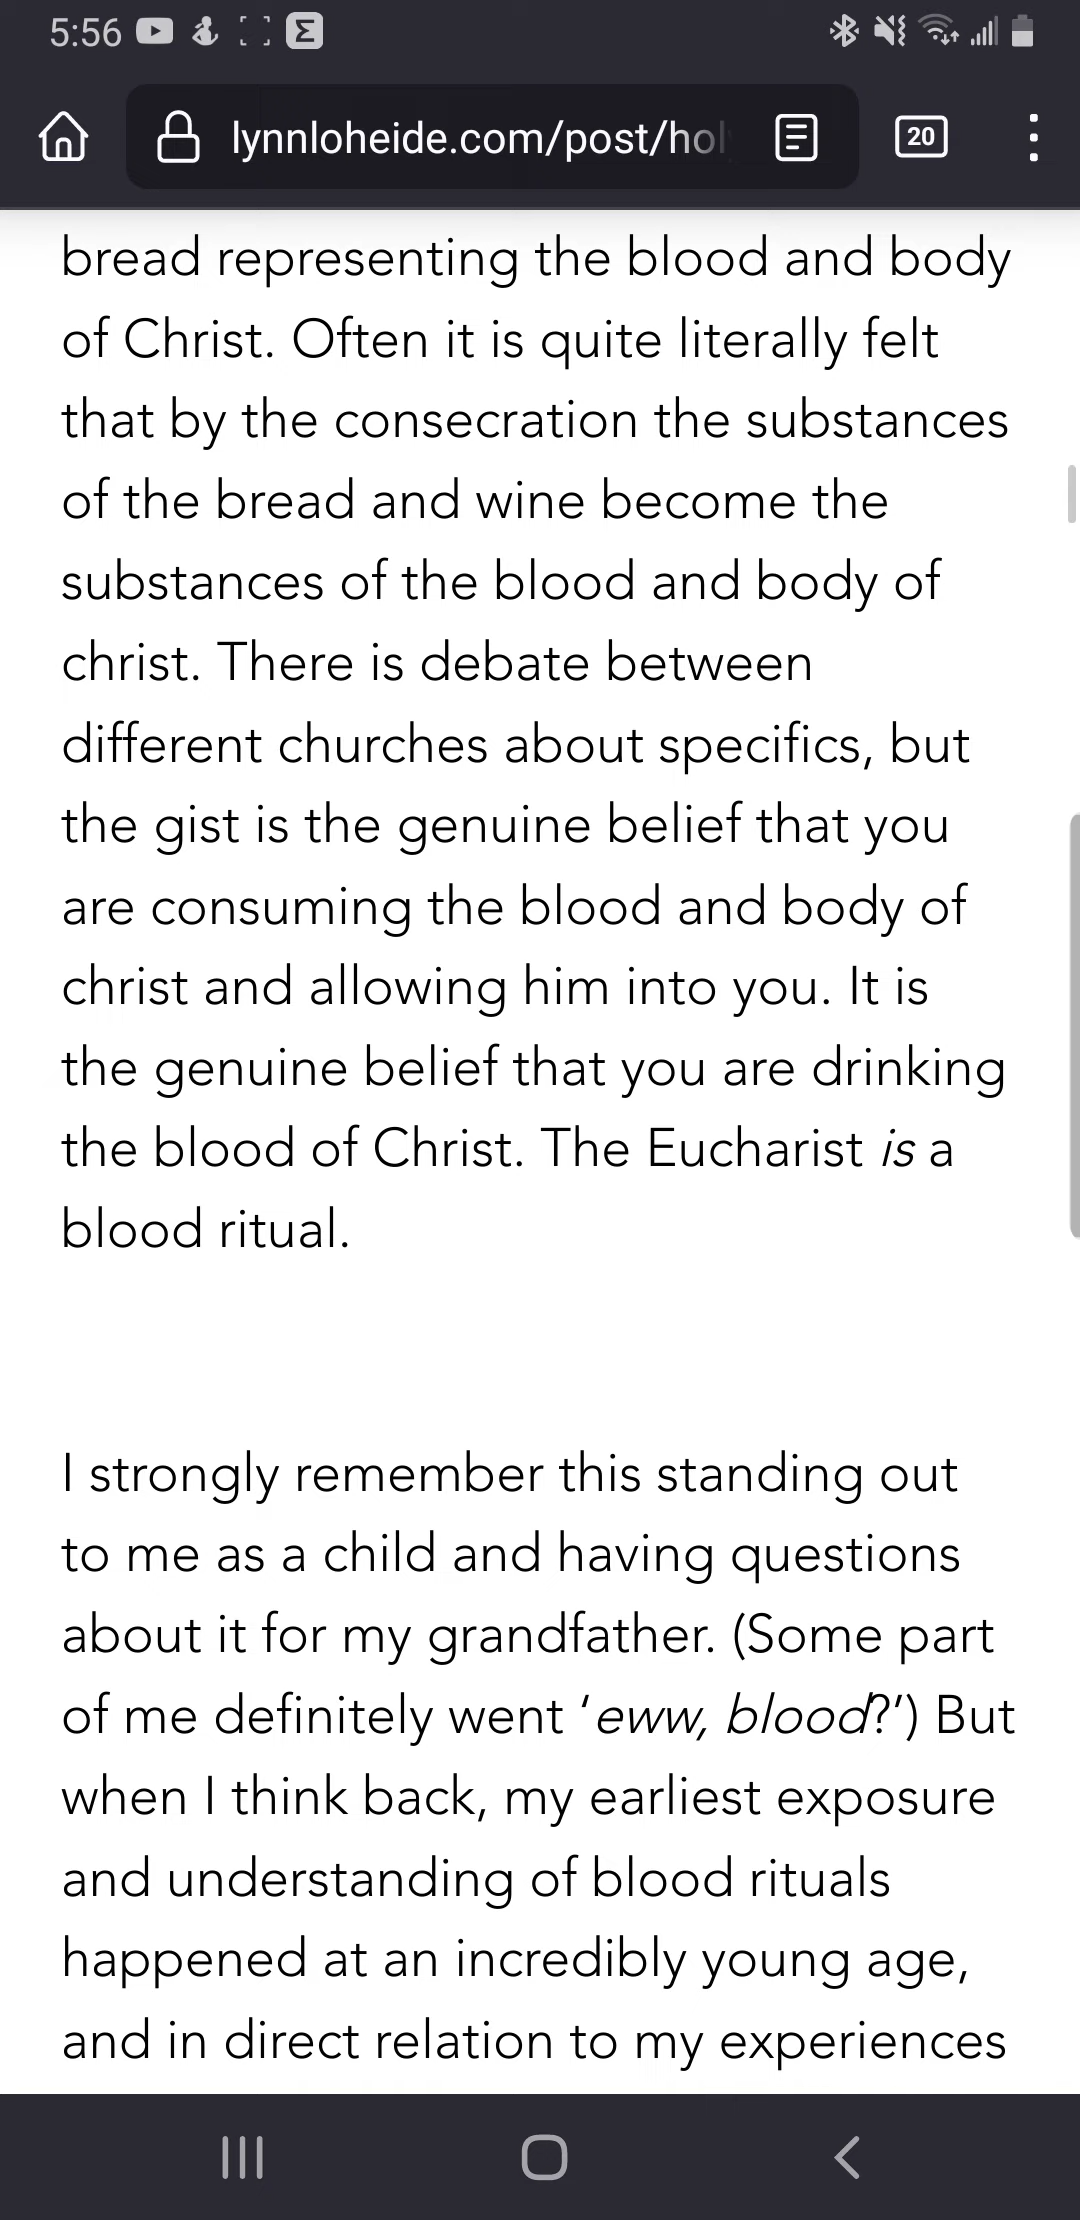 5:56
lynnloheide.com/post/hol
20
bread representing the blood and body
of Christ. Often it is quite literally felt
that by the consecration the substances
of the bread and wine become the
substances of the blood and body of
christ. There is debate between
different churches about specifics, but
the gist is the genuine belief that you
are consuming the blood and body of
christ and allowing him into you. It is
the genuine belief that you are drinking
the blood of Christ. The Eucharist is a
blood ritual.
I strongly remember this standing out
to me as a child and having questions
about it for my grandfather. (Some part
of me definitely went ‘eww, blood?’) But
when I think back, my earliest exposure
and understanding of blood rituals
happened at an incredibly young age,
and in direct relation to my experiences